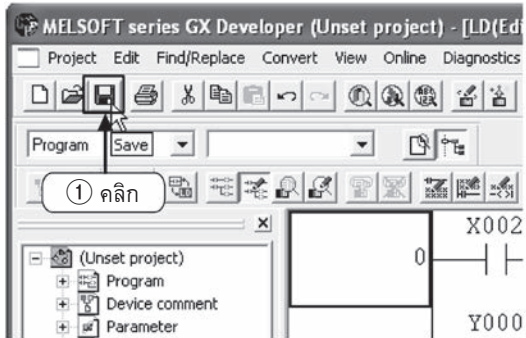 MELSOFT series GX Developer (Unset project) - [LD(Edi
Project Edit Find/Replace Convert View Online Diagnostics
Program Save
① คลิก
(Unset project)
Program
Device comment
Parameter
X002
0
Y000